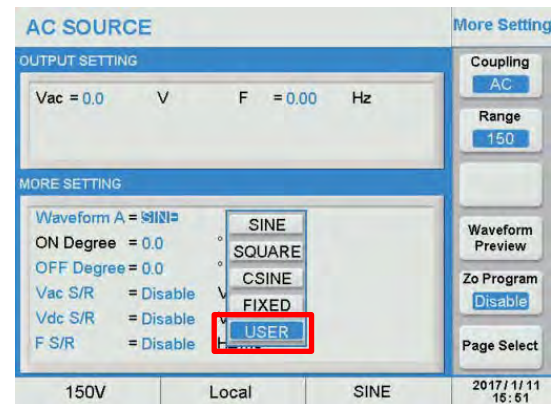 AC SOURCE
More Setting
OUTPUT SETTING
Vac = 0.0 V F = 0.00 Hz
Coupling
AC
Range
150
MORE SETTING
Waveform A = SINE
ON Degree = 0.0 °
OFF Degree = 0.0 °
Vac S/R = Disable
Vdc S/R = Disable
F S/R = Disable
SINE
SQUARE
CSINE
FIXED
USER
Waveform
Preview
Zo Program
Disable
Page Select
150V Local SINE
2017/1/11
15:51